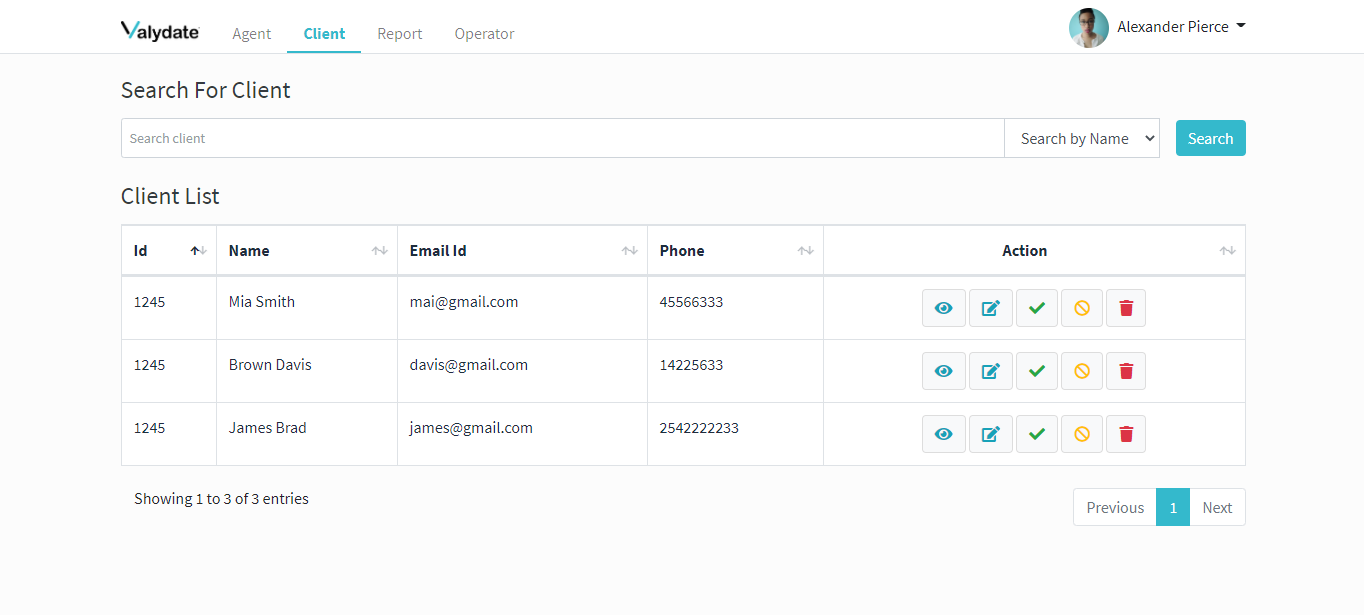 Valydate Agent Client Report Operator Alexander Pierce
Search For Client
Search client Search by Name Search
Client List
Id Name Email Id Phone Action
1245 Mia Smith mai@gmail.com 45566333
1245 Brown Davis davis@gmail.com 14225633
1245 James Brad james@gmail.com 2542222233
Showing 1 to 3 of 3 entries Previous 1 Next